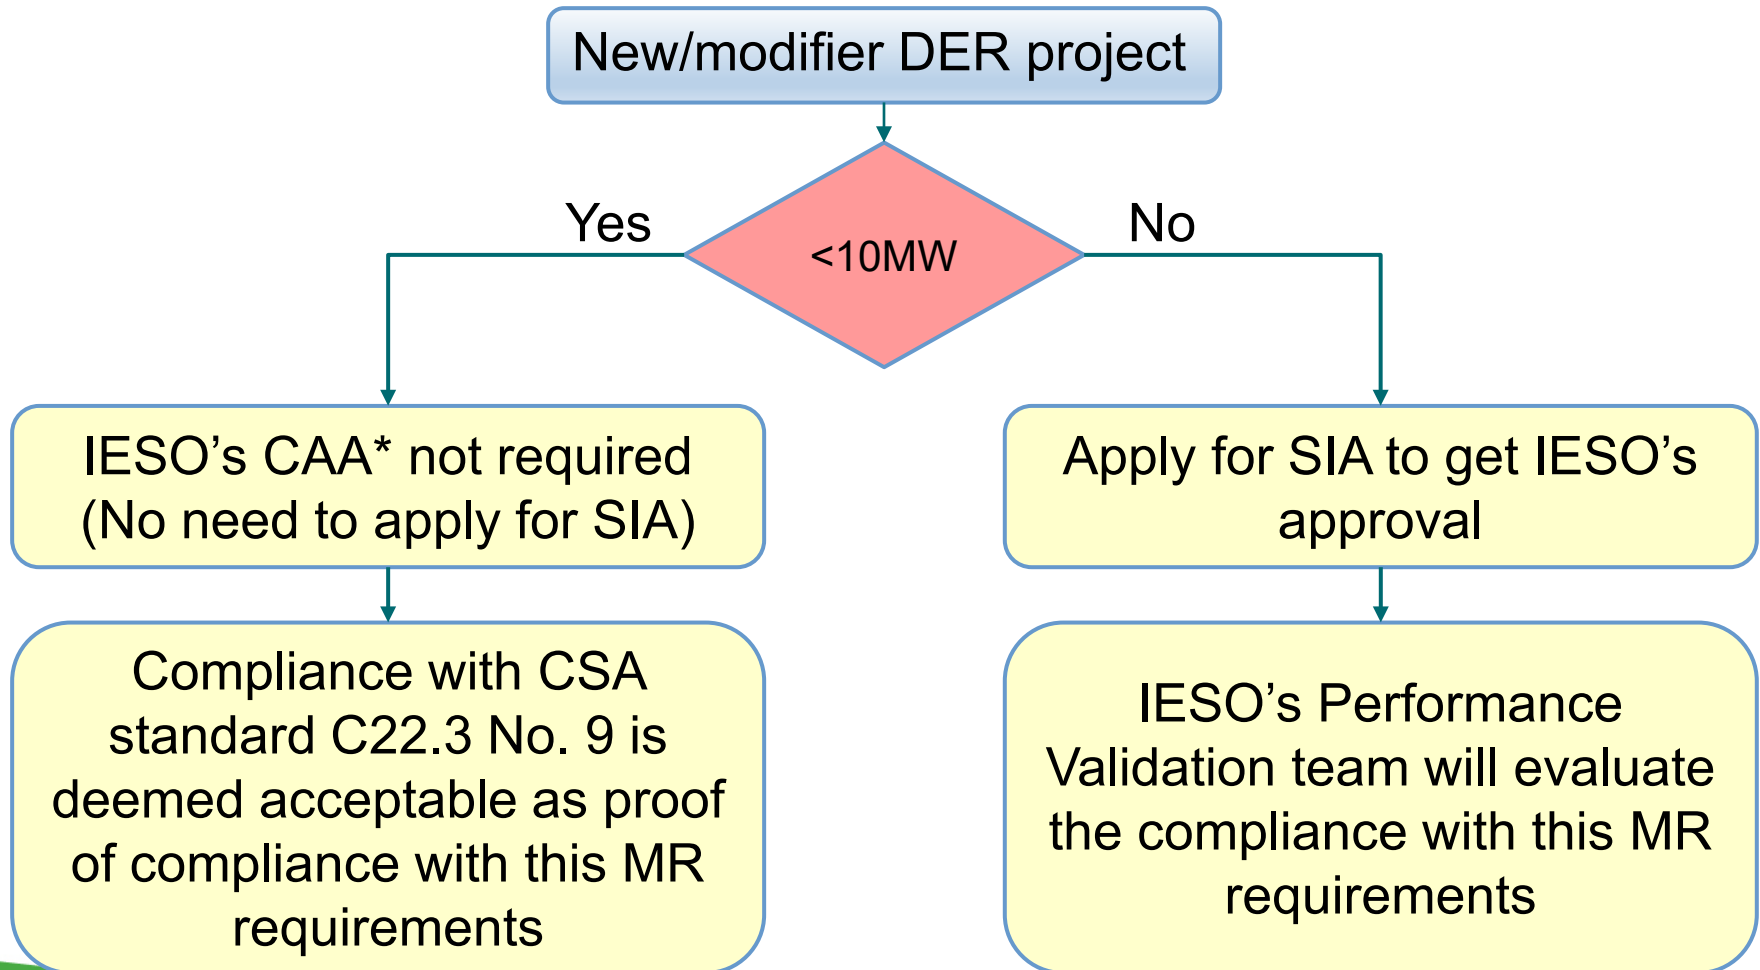 New/modifier DER project
Yes
No
<10MW
IESO’s CAA* not required
(No need to apply for SIA)
Apply for SIA to get IESO’s
approval
Compliance with CSA
standard C22.3 No. 9 is
deemed acceptable as proof
of compliance with this MR
requirements
IESO’s Performance
Validation team will evaluate
the compliance with this MR
requirements